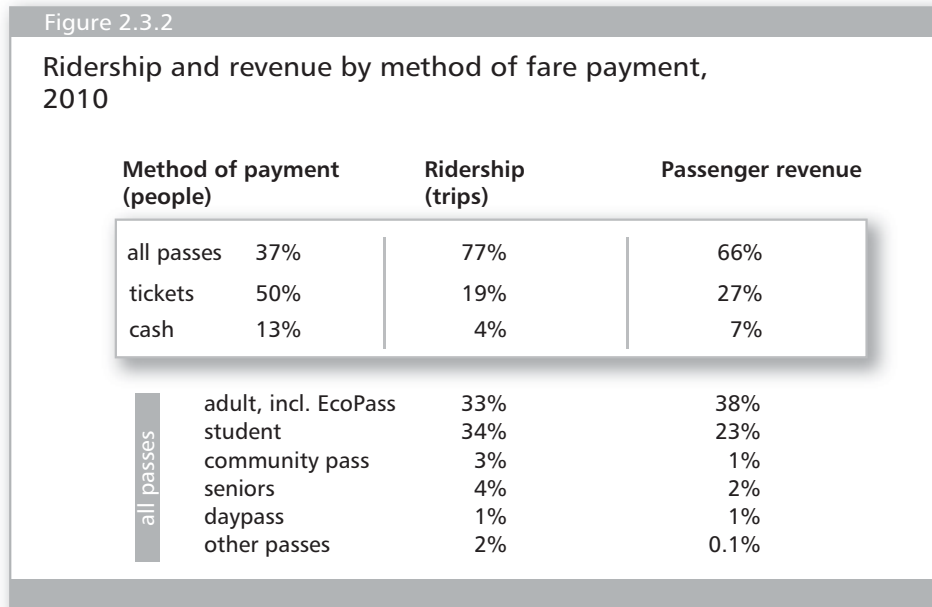 Figure 2.3.2
Ridership and revenue by method of fare payment,
2010
Method of payment Ridership Passenger revenue
(people) (trips)
all passes 37% 77% 66%
tickets 50% 19% 27%
cash 13% 4% 7%
all passes
adult, incl. EcoPass 33% 38%
student 34% 23%
community pass 3% 1%
seniors 4% 2%
daypass 1% 1%
other passes 2% 0.1%